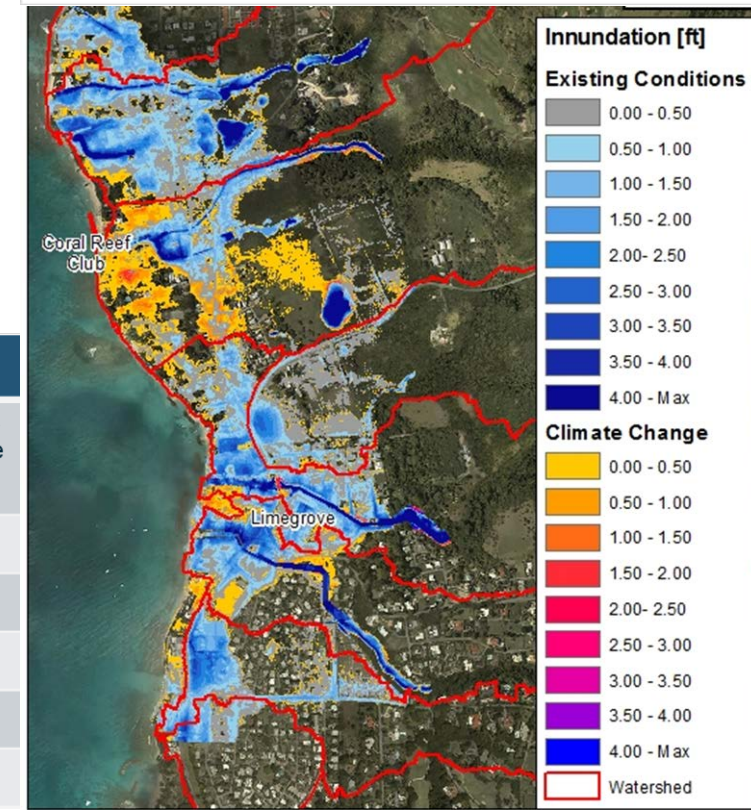 Innundation [ft]
Existing Conditions
0.00 - 0.50
0.50 - 1.00
1.00 - 1.50
1.50 - 2.00
2.00- 2.50
2.50 - 3.00
3.00 - 3.50
3.50 - 4.00
4.00 - Max
Climate Change
0.00 - 0.50
0.50 - 1.00
1.00 - 1.50
1.50 - 2.00
2.00- 2.50
2.50 - 3.00
3.00 - 3.50
3.50 - 4.00
4.00 - Max
Watershed
Coral Reef
Club
Limegrove
e